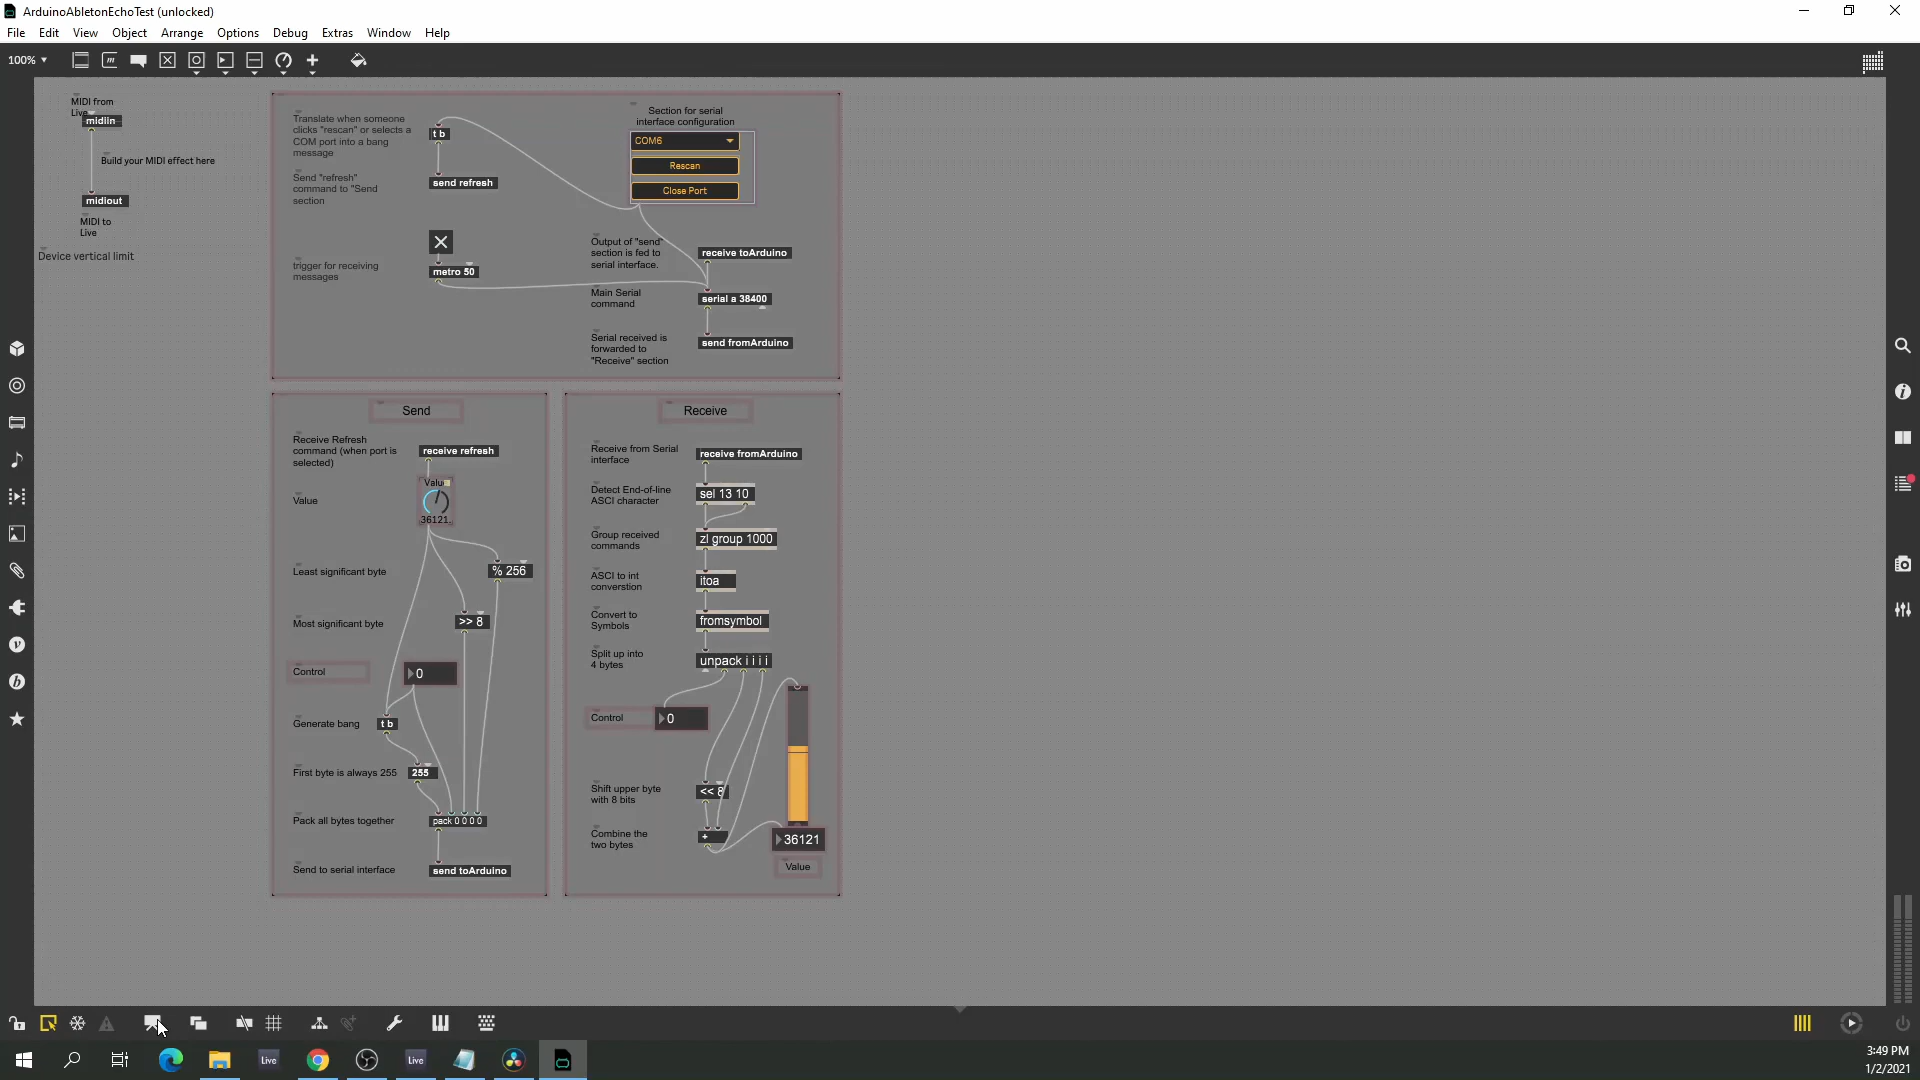 ArduinoAbletonEchoTest (unlocked)
File Edit View Object Arrange Options Debug Extras Window Help
100%
MIDI from
Live
midiin
Build your MIDI effect here
midiout
MIDI to
Live
Device vertical limit
Translate when someone
clicks "rescan" or selects a
COM port into a bang
message
t b
Send "refresh"
command to "Send
section
send refresh
Section for serial
interface configuration
COM6
Rescan
Close Port
trigger for receiving
messages
metro 50
Output of "send"
section is fed to
serial interface.
receive toArduino
Main Serial
command
serial a 38400
Serial received is
forwarded to
"Receive" section
send fromArduino
Send
Receive Refresh
command (when port is
selected)
receive refresh
Value
Valu
36121.
Least significant byte
% 256
Most significant byte
>> 8
Control
0
Generate bang
t b
First byte is always 255
255
Pack all bytes together
pack 0 0 0 0
Send to serial interface
send toArduino
Receive
Receive from Serial
interface
receive fromArduino
Detect End-of-line
ASCI character
sel 13 10
Group received
commands
zl group 1000
ASCI to int
converstion
itoa
Convert to
Symbols
fromsymbol
Split up into
4 bytes
unpack i i i i
Control
0
Shift upper byte
with 8 bits
<< 8
Combine the
two bytes
+
36121
Value
Live
Live
3:49 PM
1/2/2021